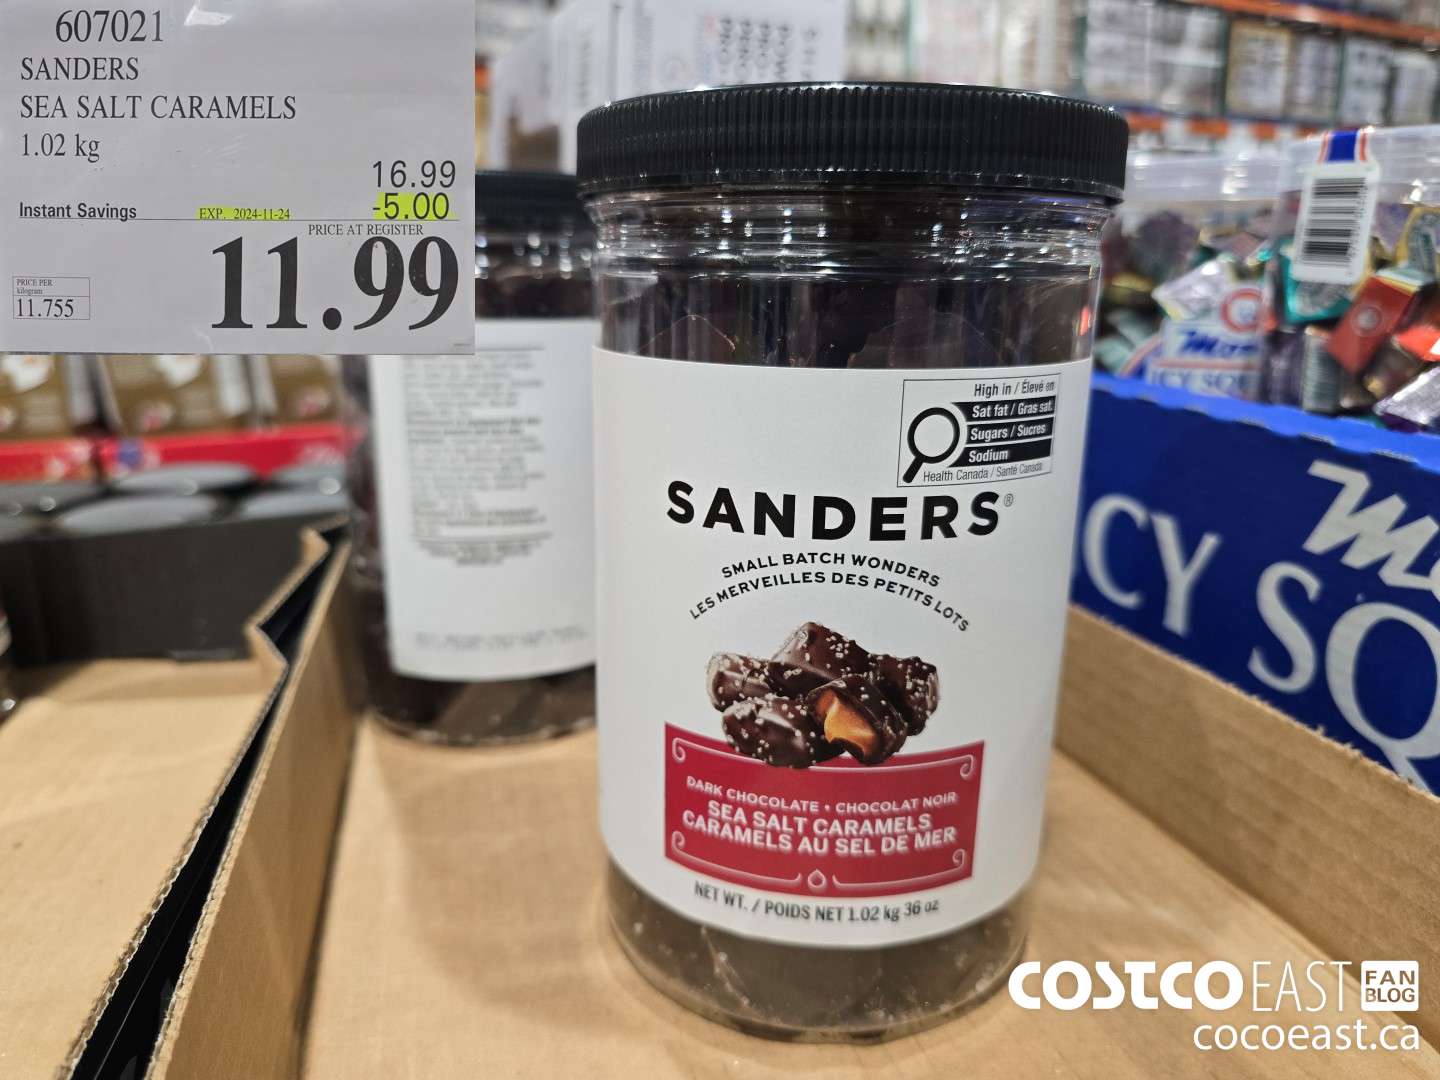 607021
SANDERS
SEA SALT CARAMELS
1.02 kg
16.99
Instant Savings EXP. 2024-11-24 -5.00
PRICE AT REGISTER
11.99
PRICE PER
kilogram
11.755
High in / Élevé en
Sat fat / Gras sat.
Sugars / Sucres
Sodium
Health Canada / Santé Canada
SANDERS®
SMALL BATCH WONDERS
LES MERVEILLES DES PETITS LOTS
DARK CHOCOLATE • CHOCOLAT NOIR
SEA SALT CARAMELS
CARAMELS AU SEL DE MER
NET WT. / POIDS NET 1.02 kg 36 oz
ICY SQU
CY SQ
COSTCO EAST FAN BLOG
cocoeast.ca